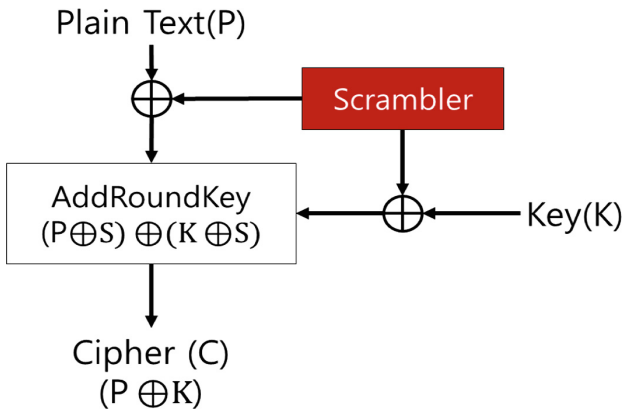 Plain Text(P)
Scrambler
AddRoundKey
(P⊕S) ⊕(K ⊕S)
Key(K)
Cipher (C)
(P ⊕K)